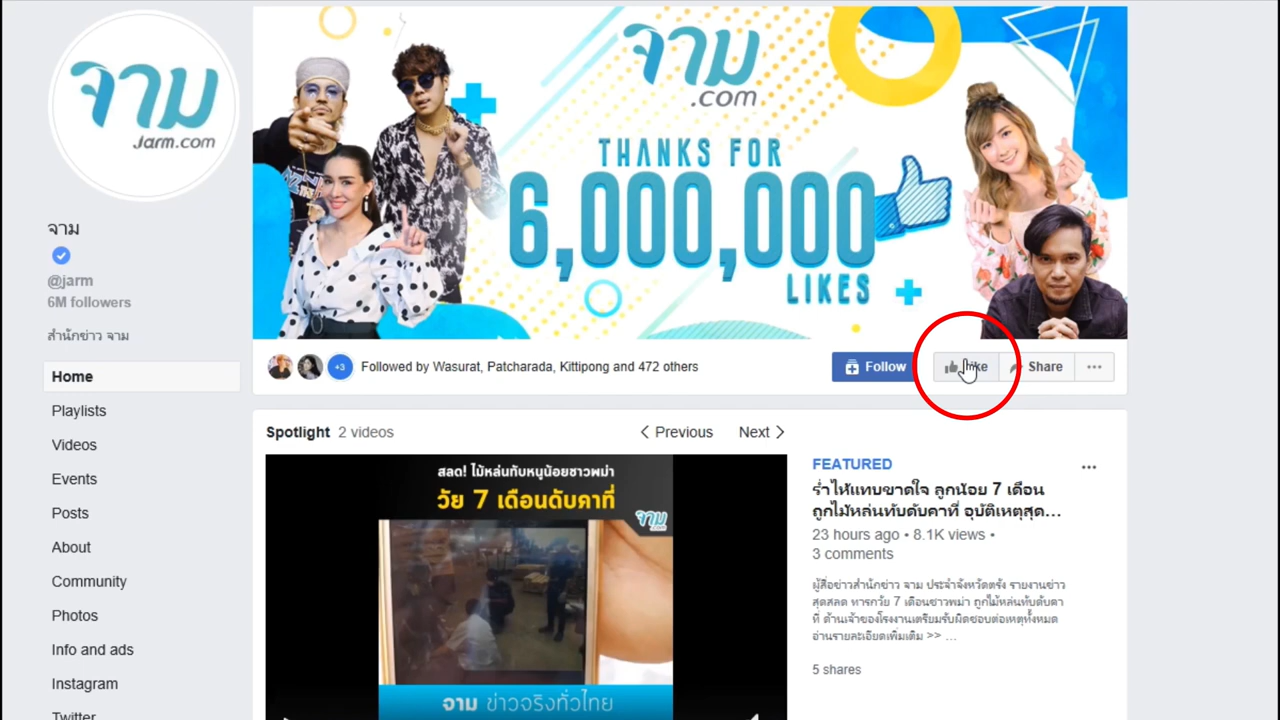 จาม
Jarm.com
จาม
@jarm
6M followers
สำนักข่าว จาม
Home
Playlists
Videos
Events
Posts
About
Community
Photos
Info and ads
Instagram
Twitter
จาม
.com
THANKS FOR
6,000,000
LIKES
+3 Followed by Wasurat, Patcharada, Kittipong and 472 others
Follow Like Share ...
Spotlight 2 videos
Previous Next
สลด! ไม้หล่นทับหนูน้อยชาวพม่า
วัย 7 เดือนดับคาที่
จาม
.com
จาม ข่าวจริงทั่วไทย
FEATURED
ร่ำไห้แทบขาดใจ ลูกน้อย 7 เดือน
ถูกไม้หล่นทับดับคาที่ อุบัติเหตุสุด...
23 hours ago • 8.1K views •
3 comments
ผู้สื่อข่าวสำนักข่าว จาม ประจำจังหวัดตรัง รายงานข่าว
สุดสลด ทารกวัย 7 เดือนชาวพม่า ถูกไม้หล่นทับดับคา
ที่ ด้านเจ้าของโรงงานเตรียมรับผิดชอบต่อเหตุทั้งหมด
อ่านรายละเอียดเพิ่มเติม >> ...
5 shares